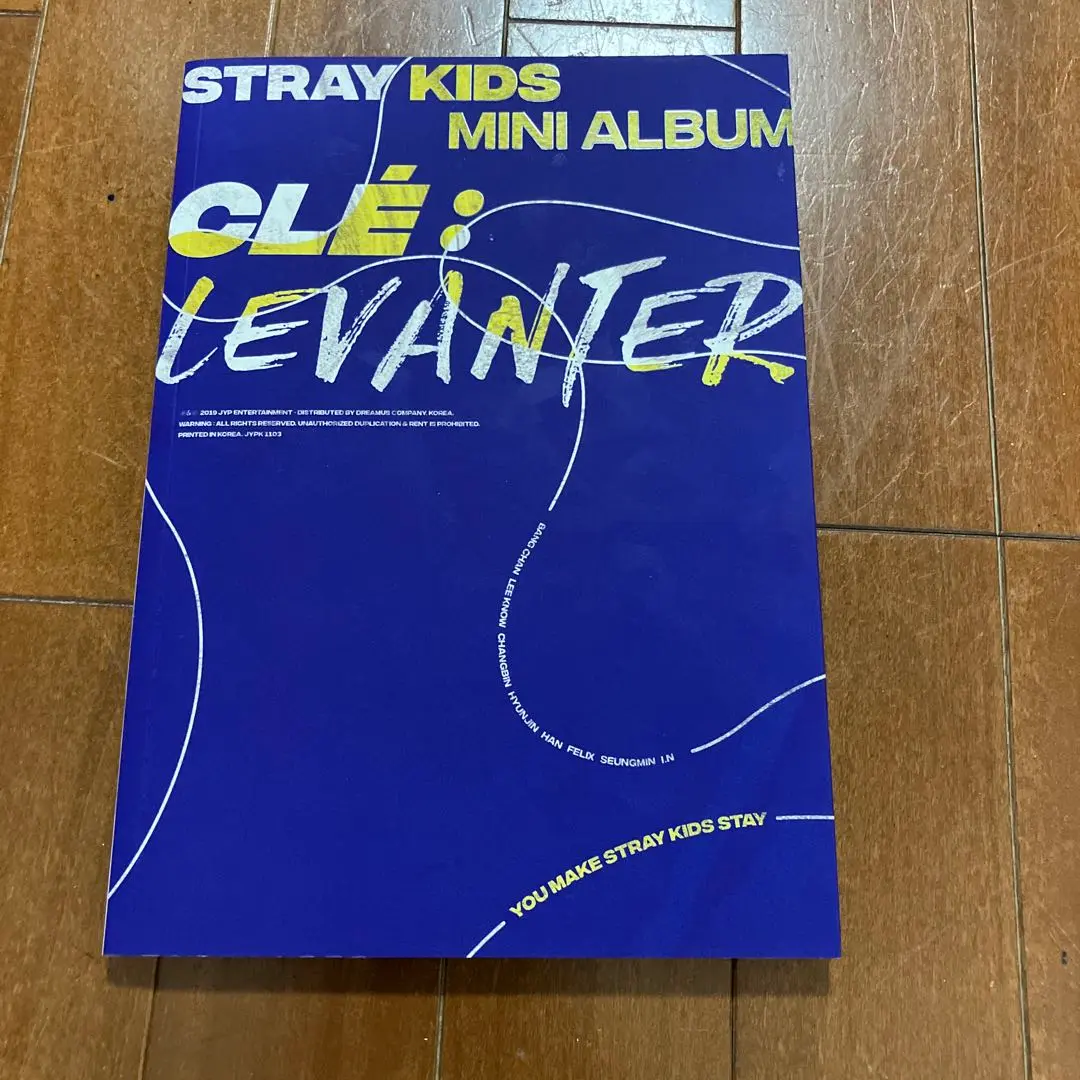 STRAY KIDS
MINI ALBUM
CLÉ :
LEVANTER
℗&© 2019 JYP ENTERTAINMENT · DISTRIBUTED BY DREAMUS COMPANY. KOREA.
WARNING : ALL RIGHTS RESERVED. UNAUTHORIZED DUPLICATION & RENT IS PROHIBITED.
PRINTED IN KOREA. JYPK 1103
BANG CHAN LEE KNOW CHANGBIN HYUNJIN HAN FELIX SEUNGMIN I.N
YOU MAKE STRAY KIDS STAY